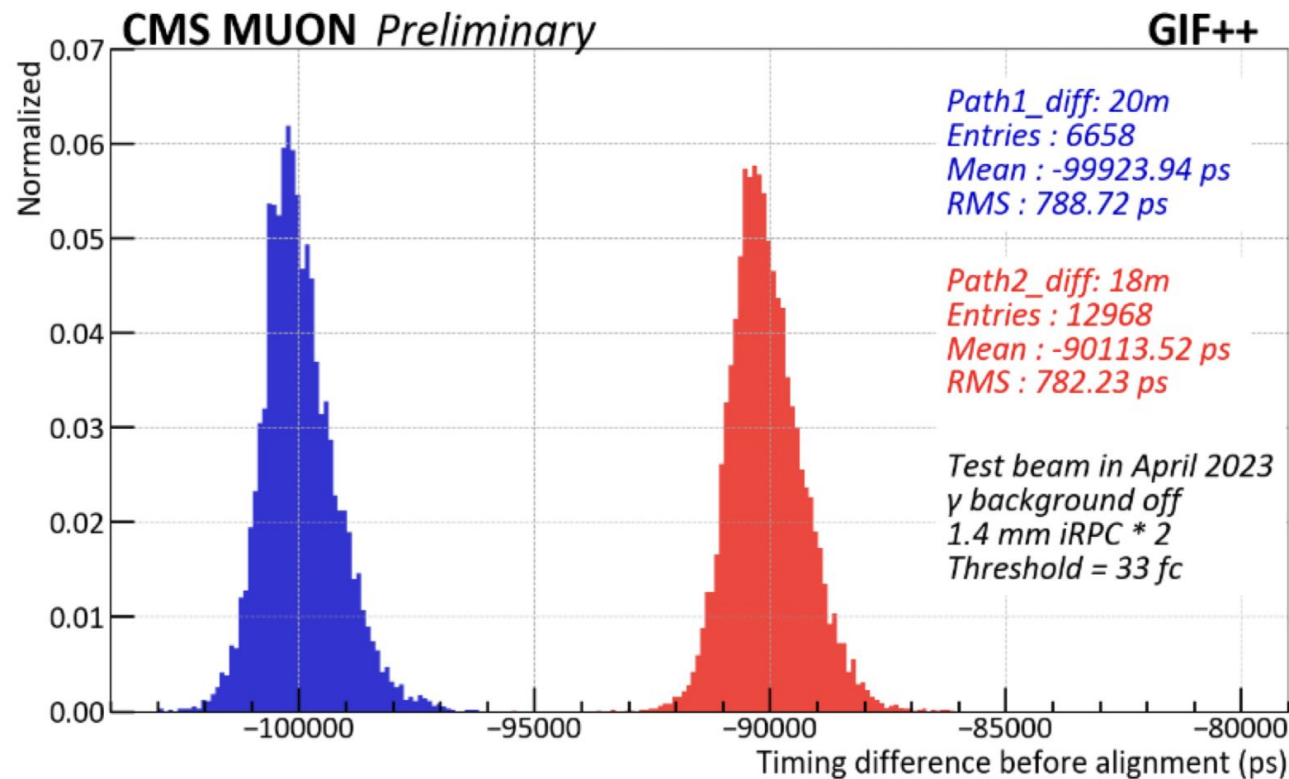 CMS MUON Preliminary GIF++
Normalized
0.07
0.06
0.05
0.04
0.03
0.02
0.01
0.00
Path1_diff: 20m
Entries : 6658
Mean : -99923.94 ps
RMS : 788.72 ps
Path2_diff: 18m
Entries : 12968
Mean : -90113.52 ps
RMS : 782.23 ps
Test beam in April 2023
γ background off
1.4 mm iRPC * 2
Threshold = 33 fc
−100000 −95000 −90000 −85000 −80000
Timing difference before alignment (ps)